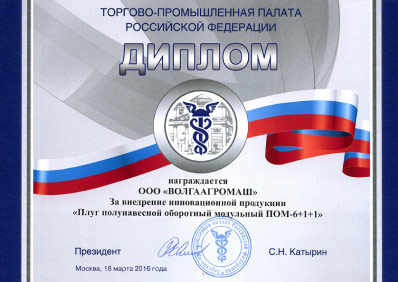 ТОРГОВО-ПРОМЫШЛЕННАЯ ПАЛАТА
РОССИЙСКОЙ ФЕДЕРАЦИИ
ДИПЛОМ
награждается
ООО «ВОЛГААГРОМАШ»
За внедрение инновационной продукции
«Плуг полунавесной оборотный модульный ПОМ-6+1+1»
Президент
С.Н. Катырин
Москва, 18 марта 2016 года